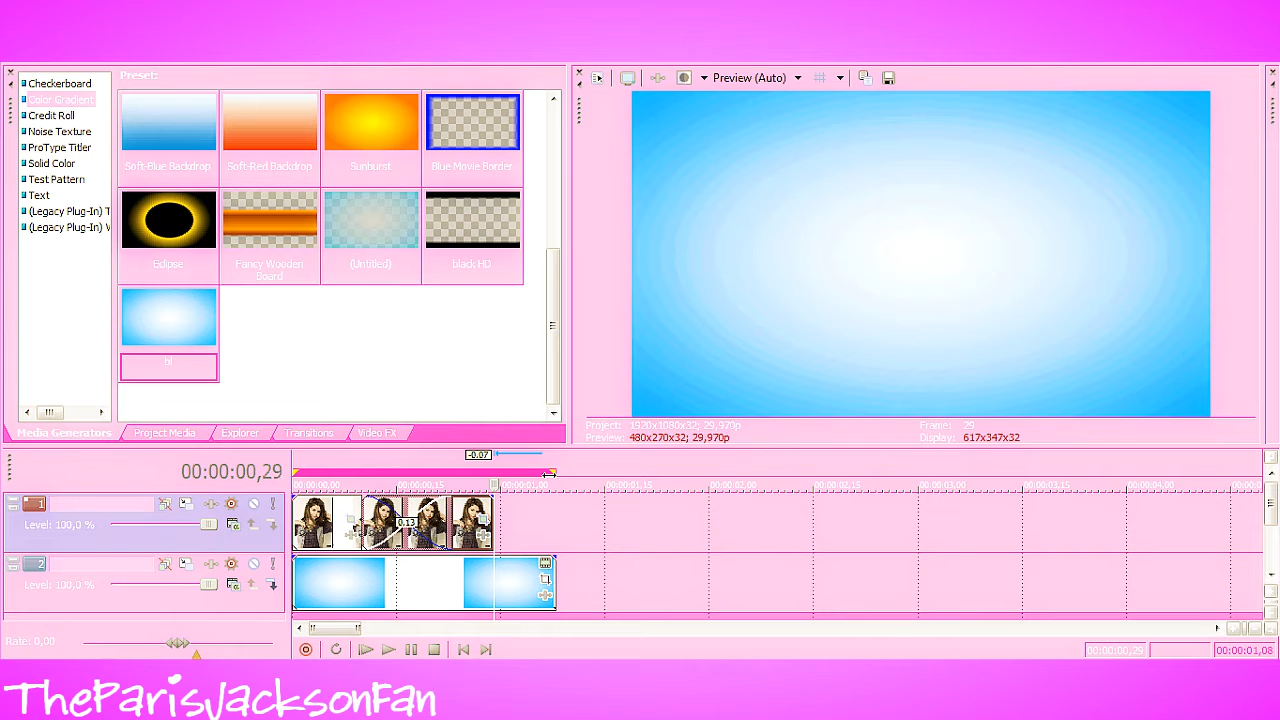 Preset:
Preview (Auto)
Checkerboard
Color Gradient
Credit Roll
Noise Texture
ProType Titler
Solid Color
Test Pattern
Text
(Legacy Plug-In) T
(Legacy Plug-In)
Soft-Blue Backdrop
Soft-Red Backdrop
Sunburst
Blue Movie Border
Eclipse
Fancy Wooden
Board
(Untitled)
black HD
Media Generators
Project Media
Explorer
Transitions
Video FX
Project: 1920x1080x32; 29,970p
Frame: 29
Preview: 480x270x32; 29,970p
Display: 617x347x32
-0.07
00:00:00,29
00:00:00,00
00:00:00,15
00:00:01,00
00:00:01,15
00:00:02,00
00:00:02,15
00:00:03,00
00:00:03,15
00:00:04,00
00:00:04,15
1
Level: 100,0 %
0.13
2
Level: 100,0 %
Rate: 0,00
00:00:00,29
00:00:01,08
TheParisJacksonFan